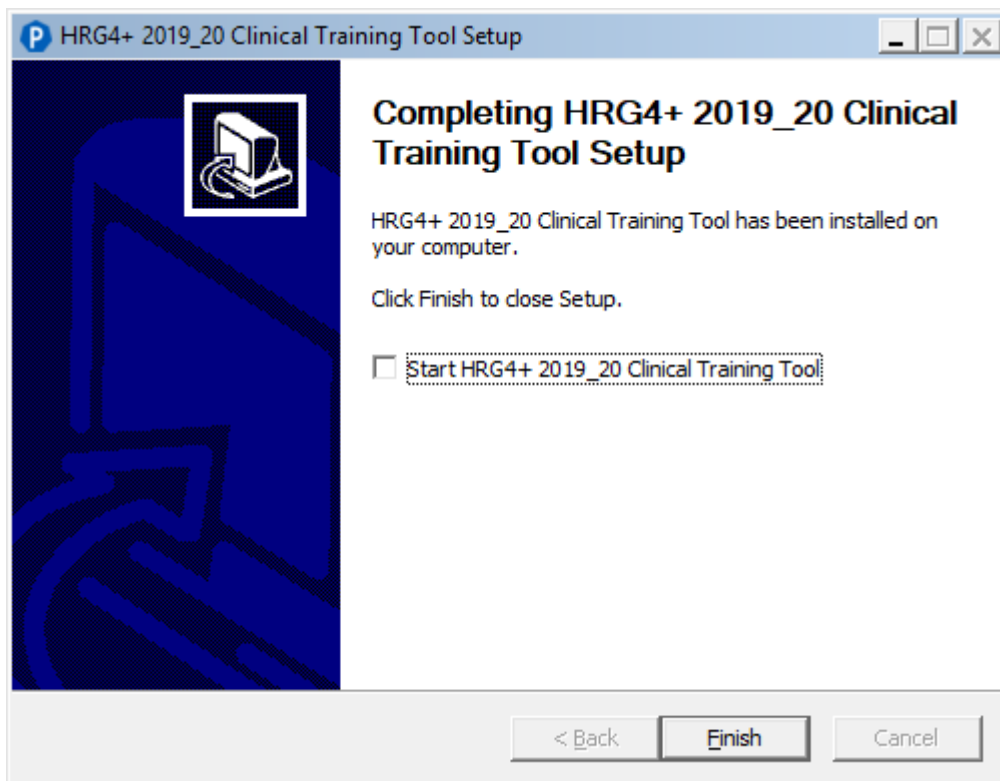 HRG4+ 2019_20 Clinical Training Tool Setup
Completing HRG4+ 2019_20 Clinical
Training Tool Setup
HRG4+ 2019_20 Clinical Training Tool has been installed on
your computer.
Click Finish to close Setup.
Start HRG4+ 2019_20 Clinical Training Tool
< Back Finish Cancel